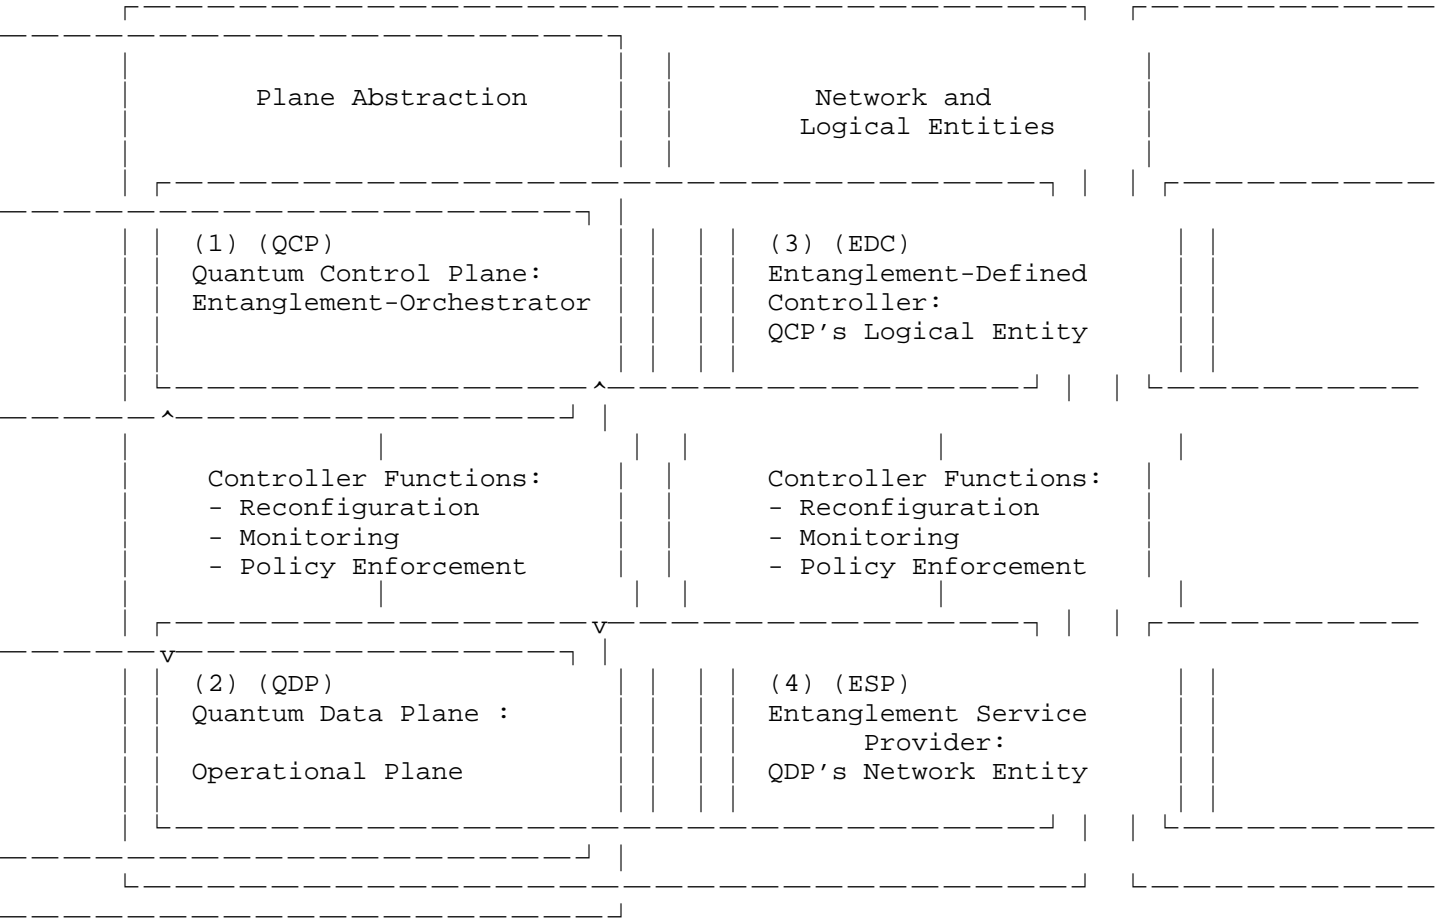 Plane Abstraction
Network and
Logical Entities
(1) (QCP)
Quantum Control Plane:
Entanglement-Orchestrator
(3) (EDC)
Entanglement-Defined
Controller:
QCP's Logical Entity
^
^
Controller Functions:
- Reconfiguration
- Monitoring
- Policy Enforcement
Controller Functions:
- Reconfiguration
- Monitoring
- Policy Enforcement
v
v
(2) (QDP)
Quantum Data Plane :
Operational Plane
(4) (ESP)
Entanglement Service
Provider:
QDP's Network Entity